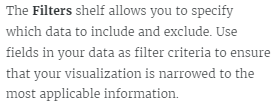 The Filters shelf allows you to specify
which data to include and exclude. Use
fields in your data as filter criteria to ensure
that your visualization is narrowed to the
most applicable information.